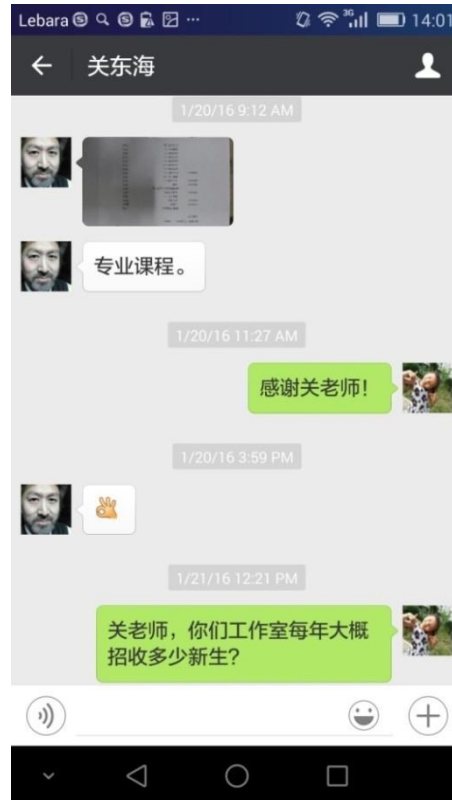 Lebara
3G
14:01
关东海
1/20/16 9:12 AM
专业课程。
1/20/16 11:27 AM
感谢关老师！
1/20/16 3:59 PM
1/21/16 12:21 PM
关老师，你们工作室每年大概
招收多少新生？